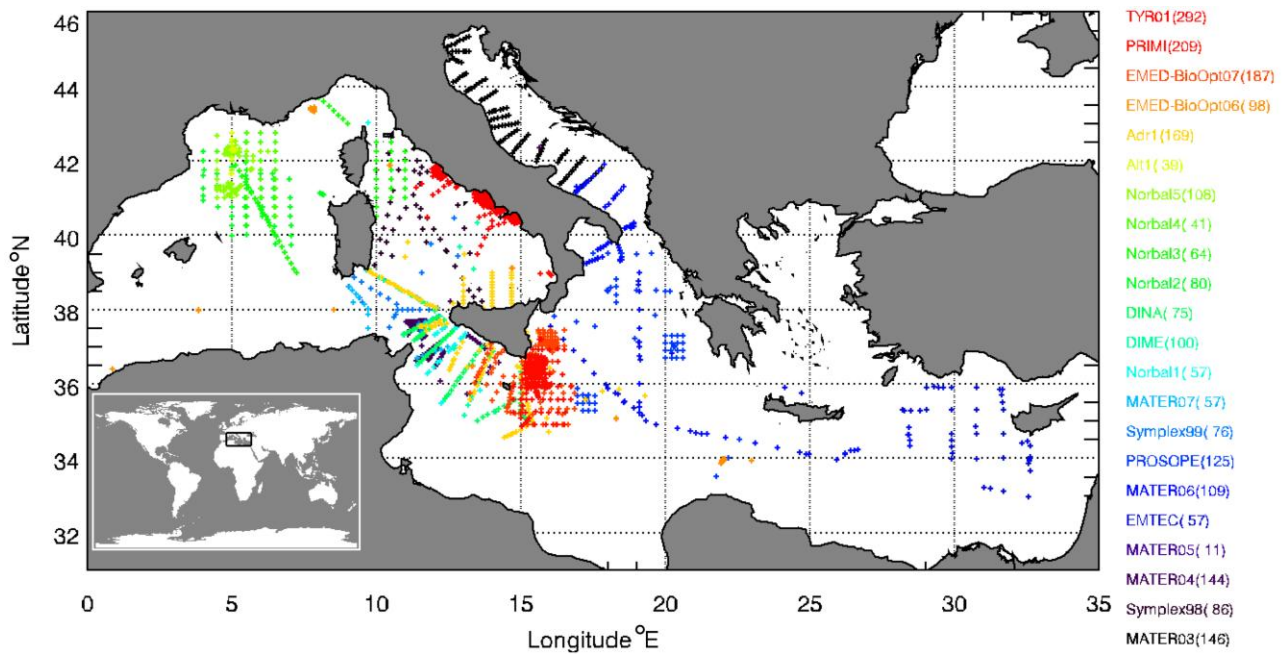 46
44
42
40
38
36
34
32
Latitude°N
0 5 10 15 20 25 30 35
Longitude°E
TYR01(292)
PRIMI(209)
EMED-BioOpt07(187)
EMED-BioOpt06( 98)
Adr1(169)
Alt1( 39)
Norbal5(108)
Norbal4( 41)
Norbal3( 64)
Norbal2( 80)
DINA( 75)
DIME(100)
Norbal1( 57)
MATER07( 57)
Symplex99( 76)
PROSOPE(125)
MATER06(109)
EMTEC( 57)
MATER05( 11)
MATER04(144)
Symplex98( 86)
MATER03(146)